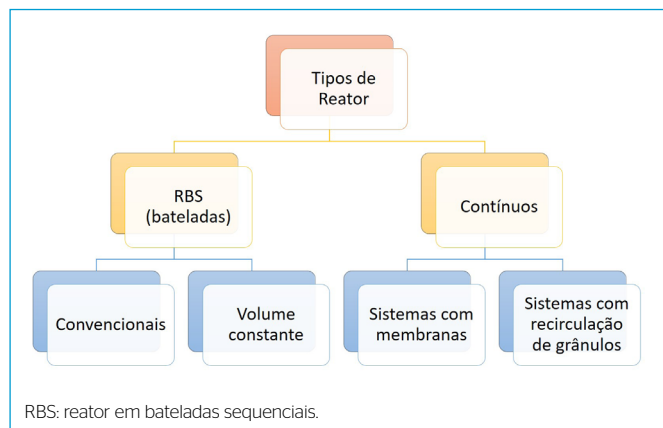 Tipos de
Reator
RBS
(bateladas)
Contínuos
Convencionais
Volume
constante
Sistemas com
membranas
Sistemas com
recirculação
de grânulos
RBS: reator em bateladas sequenciais.